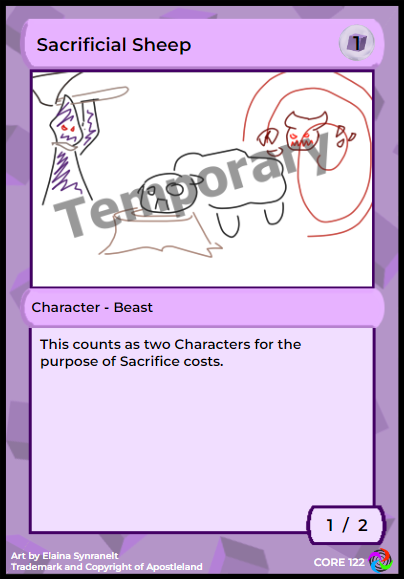 Sacrificial Sheep
1
Temporary
Character - Beast
This counts as two Characters for the
purpose of Sacrifice costs.
1 / 2
Art by Elaina Synranelt
Trademark and Copyright of Apostleland
CORE 122